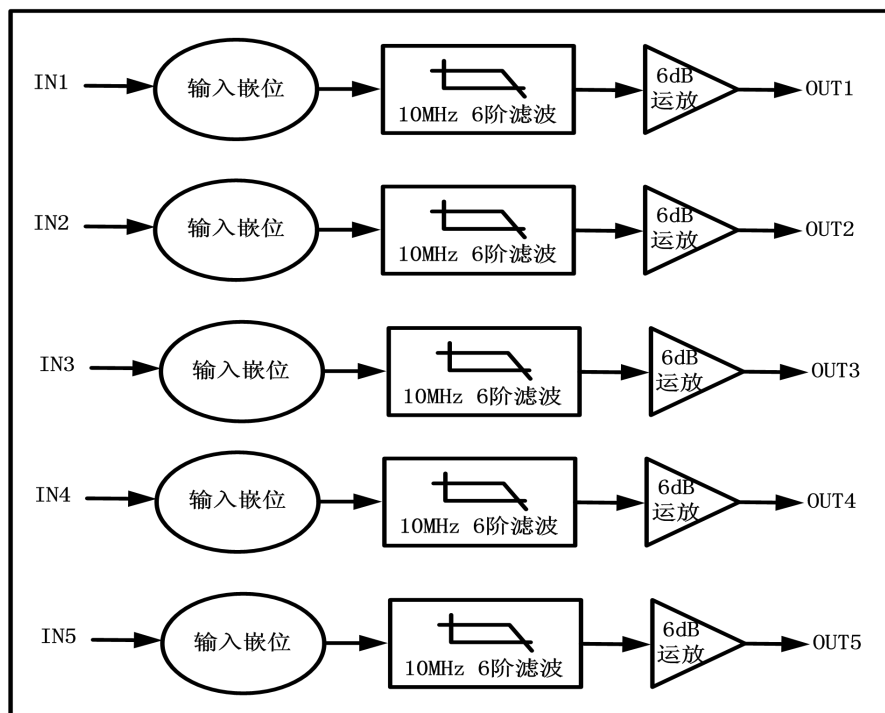 IN1 输入嵌位 10MHz 6阶滤波 6dB 运放 OUT1
IN2 输入嵌位 10MHz 6阶滤波 6dB 运放 OUT2
IN3 输入嵌位 10MHz 6阶滤波 6dB 运放 OUT3
IN4 输入嵌位 10MHz 6阶滤波 6dB 运放 OUT4
IN5 输入嵌位 10MHz 6阶滤波 6dB 运放 OUT5